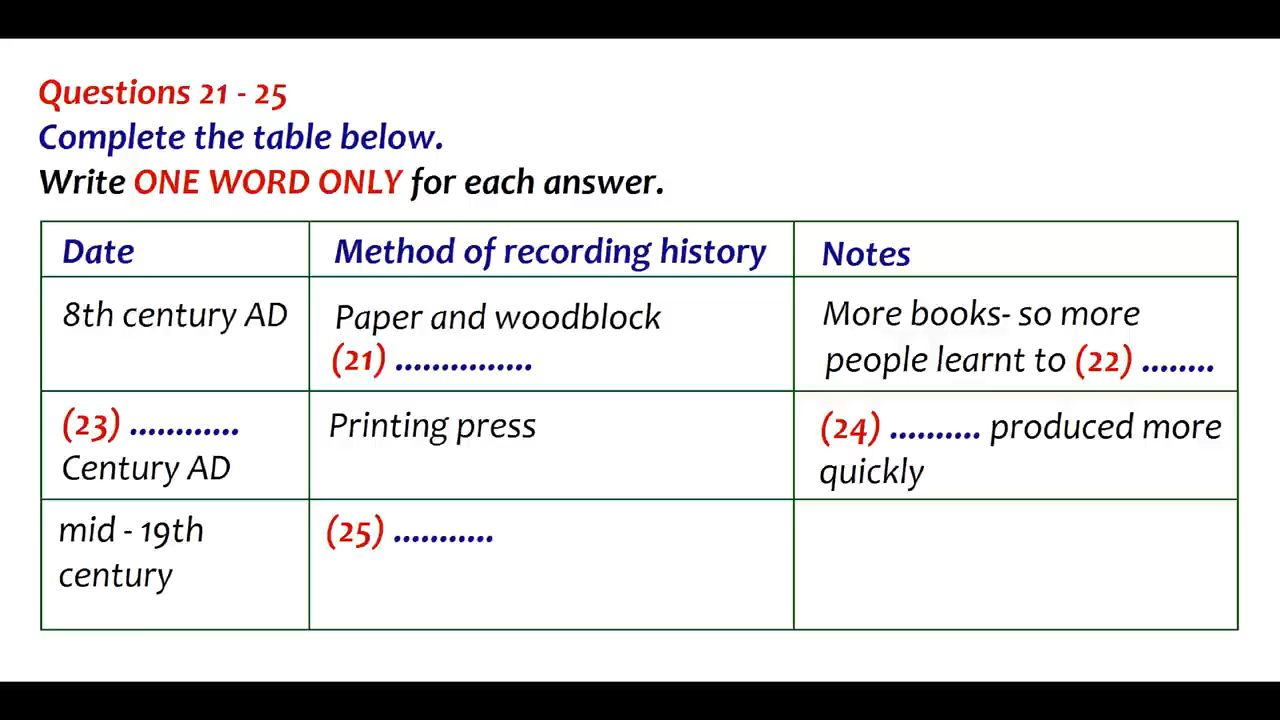 Questions 21 - 25
Complete the table below.
Write ONE WORD ONLY for each answer.
Date Method of recording history Notes
8th century AD Paper and woodblock More books- so more
(21) ............... people learnt to (22) ........
(23) ............ Printing press (24) .......... produced more
Century AD quickly
mid - 19th (25) ...........
century